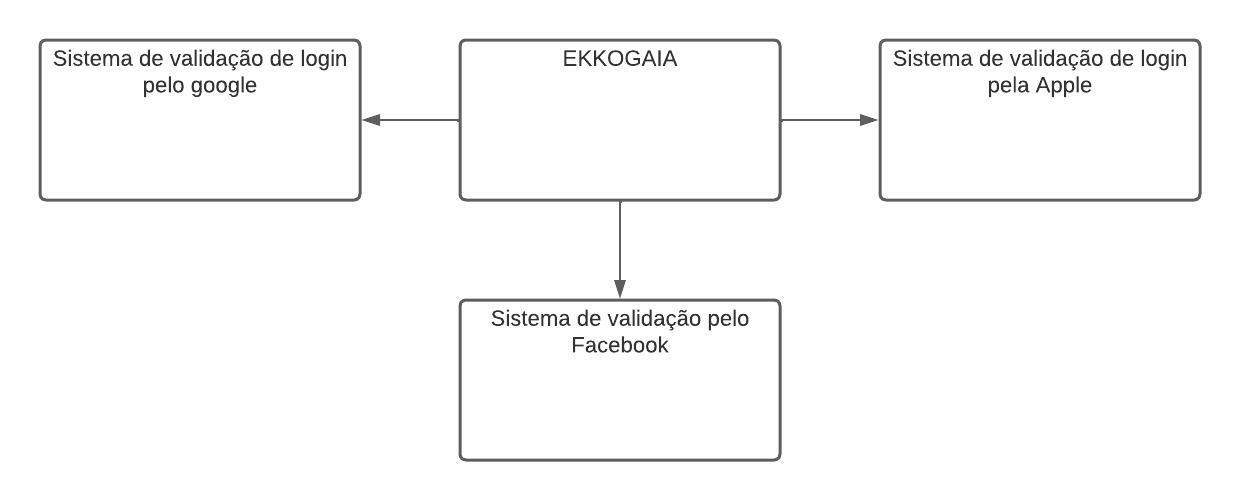 Sistema de validação de login
pelo google
EKKOGAIA
Sistema de validação de login
pela Apple
Sistema de validação pelo
Facebook